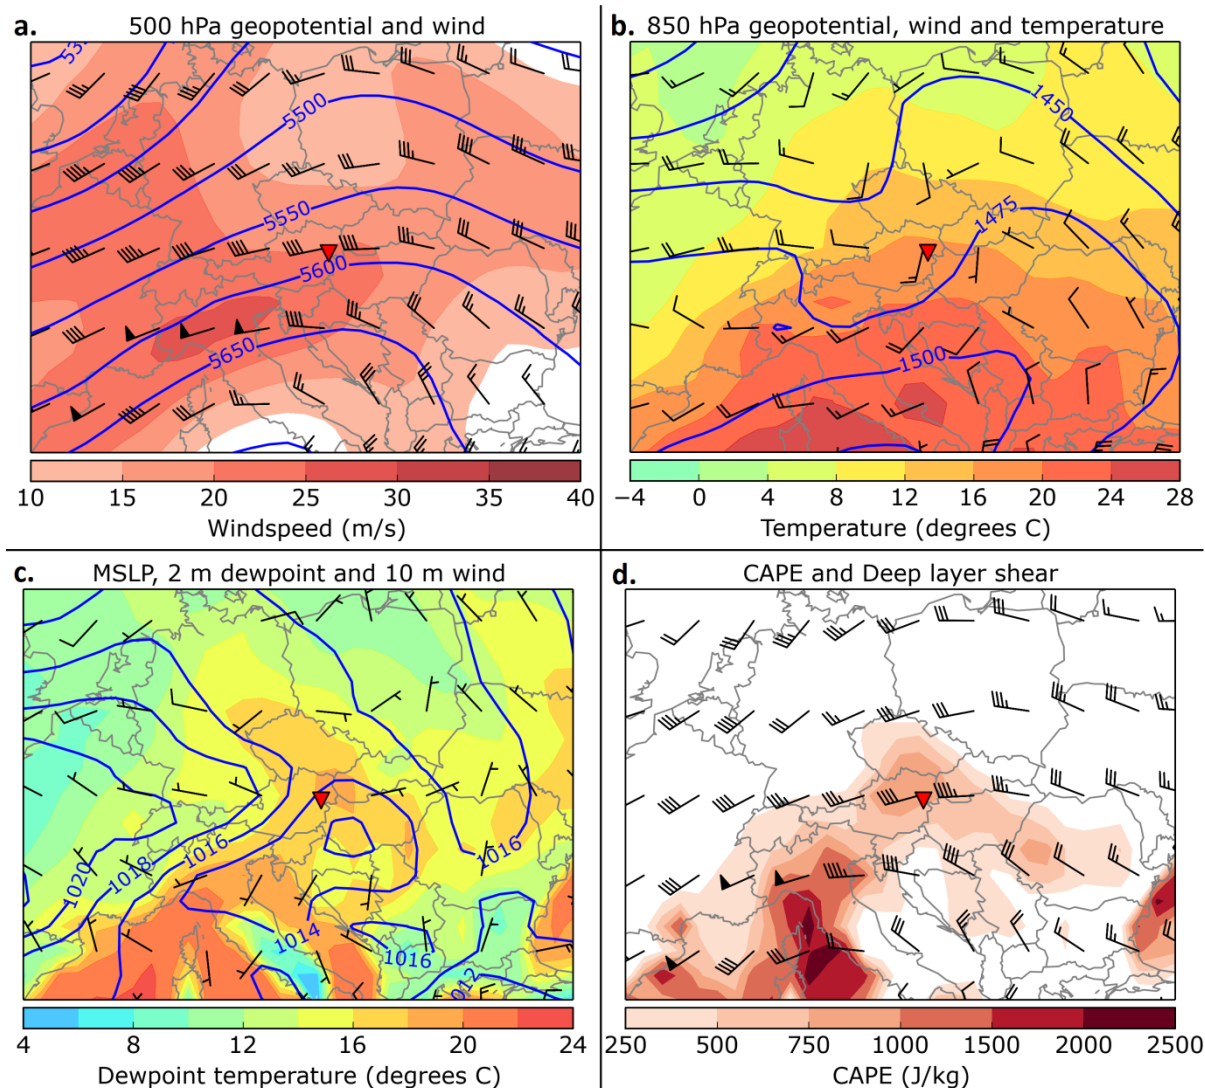 a. 500 hPa geopotential and wind
5500
5550
5600
5650
10 15 20 25 30 35 40
Windspeed (m/s)
b. 850 hPa geopotential, wind and temperature
1450
1475
1500
−4 0 4 8 12 16 20 24 28
Temperature (degrees C)
c. MSLP, 2 m dewpoint and 10 m wind
1020
1018
1016
1016
1014
1016
4 8 12 16 20 24
Dewpoint temperature (degrees C)
d. CAPE and Deep layer shear
250 500 750 1000 1500 2000 2500
CAPE (J/kg)